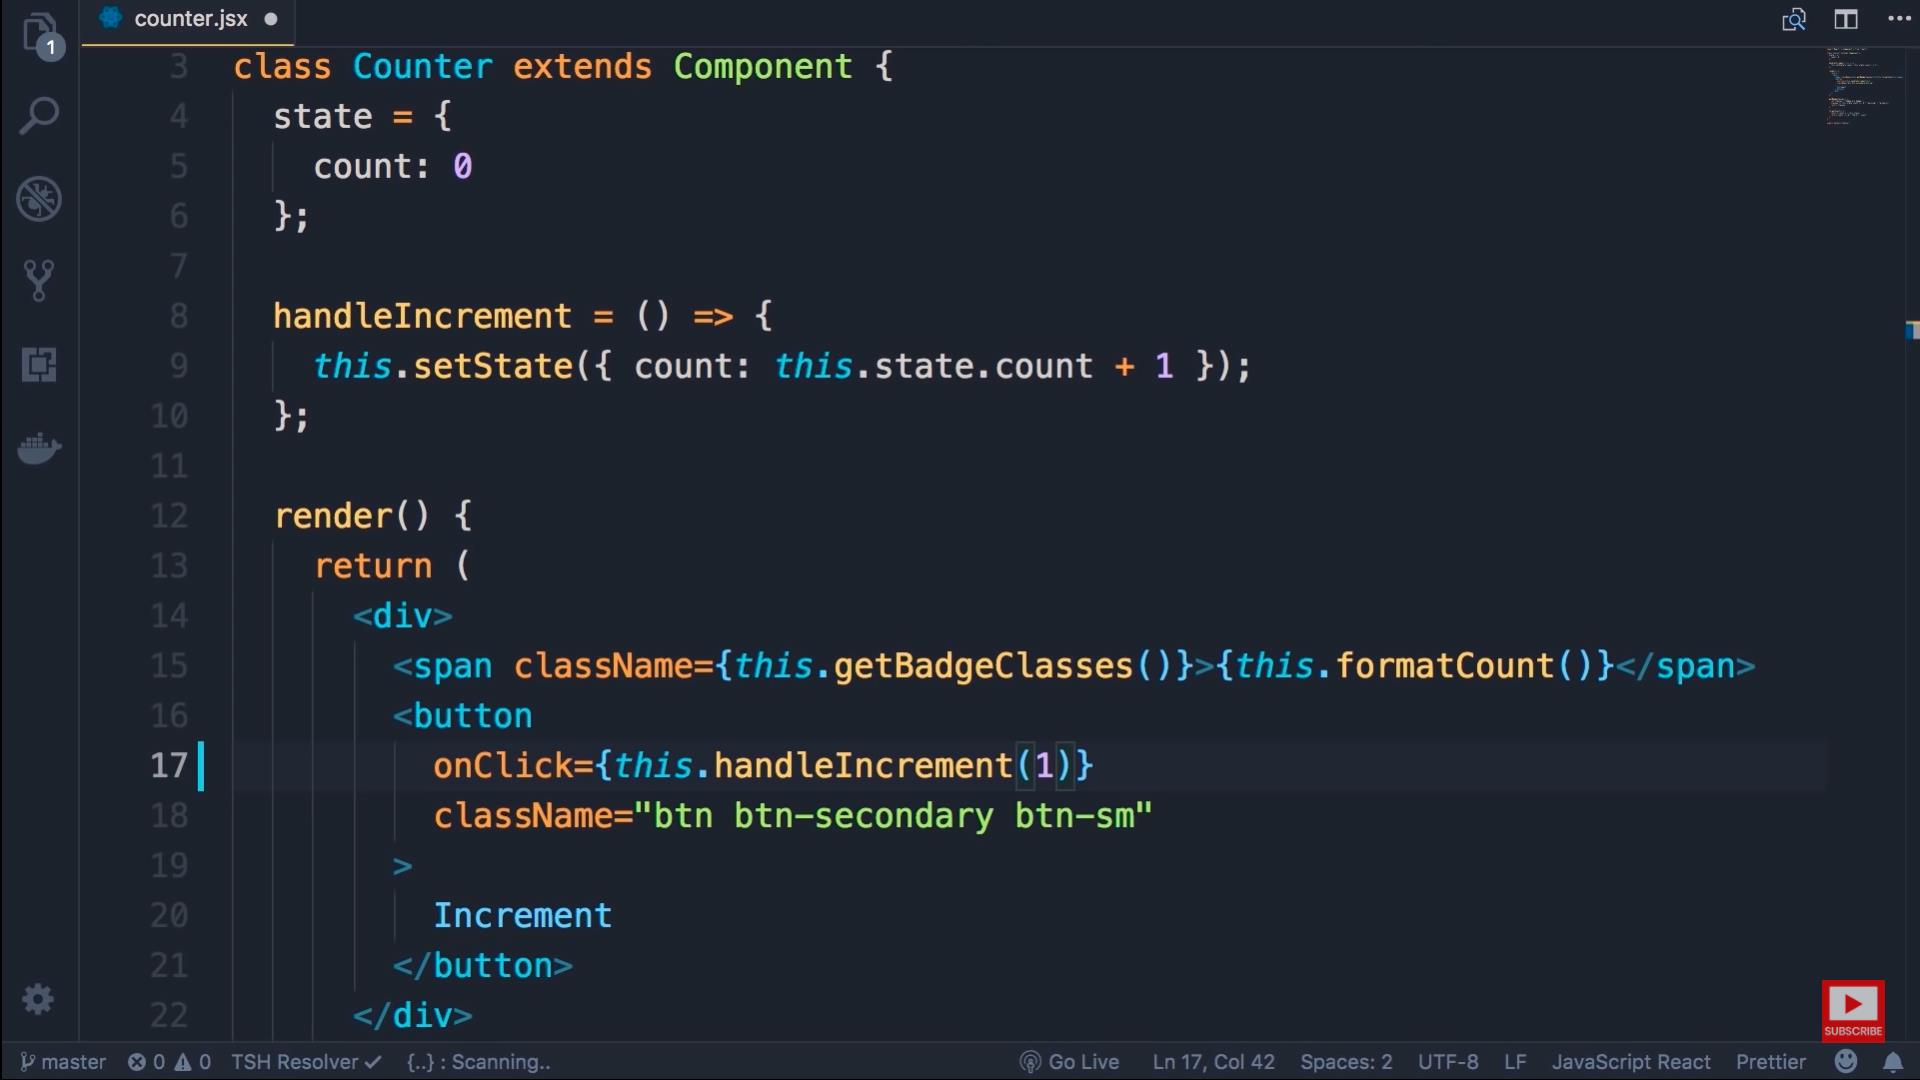 counter.jsx
1
3 class Counter extends Component {
4 state = {
5 count: 0
6 };
7
8 handleIncrement = () => {
9 this.setState({ count: this.state.count + 1 });
10 };
11
12 render() {
13 return (
14 <div>
15 <span className={this.getBadgeClasses()}>{this.formatCount()}</span>
16 <button
17 onClick={this.handleIncrement(1)}
18 className="btn btn-secondary btn-sm"
19 >
20 Increment
21 </button>
22 </div>
SUBSCRIBE
master 0 0 TSH Resolver {..} : Scanning.. Go Live Ln 17, Col 42 Spaces: 2 UTF-8 LF JavaScript React Prettier